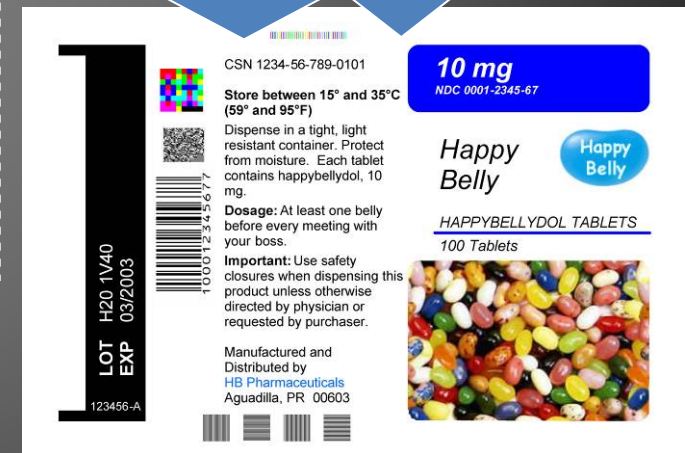 LOT H20 1V40
EXP 03/2003
123456-A
1000012345677
CSN 1234-56-789-0101
Store between 15° and 35°C
(59° and 95°F)
Dispense in a tight, light
resistant container. Protect
from moisture. Each tablet
contains happybellydol, 10
mg.
Dosage: At least one belly
before every meeting with
your boss.
Important: Use safety
closures when dispensing this
product unless otherwise
directed by physician or
requested by purchaser.
Manufactured and
Distributed by
HB Pharmaceuticals
Aguadilla, PR 00603
10 mg
NDC 0001-2345-67
Happy
Belly
Happy
Belly
HAPPYBELLYDOL TABLETS
100 Tablets